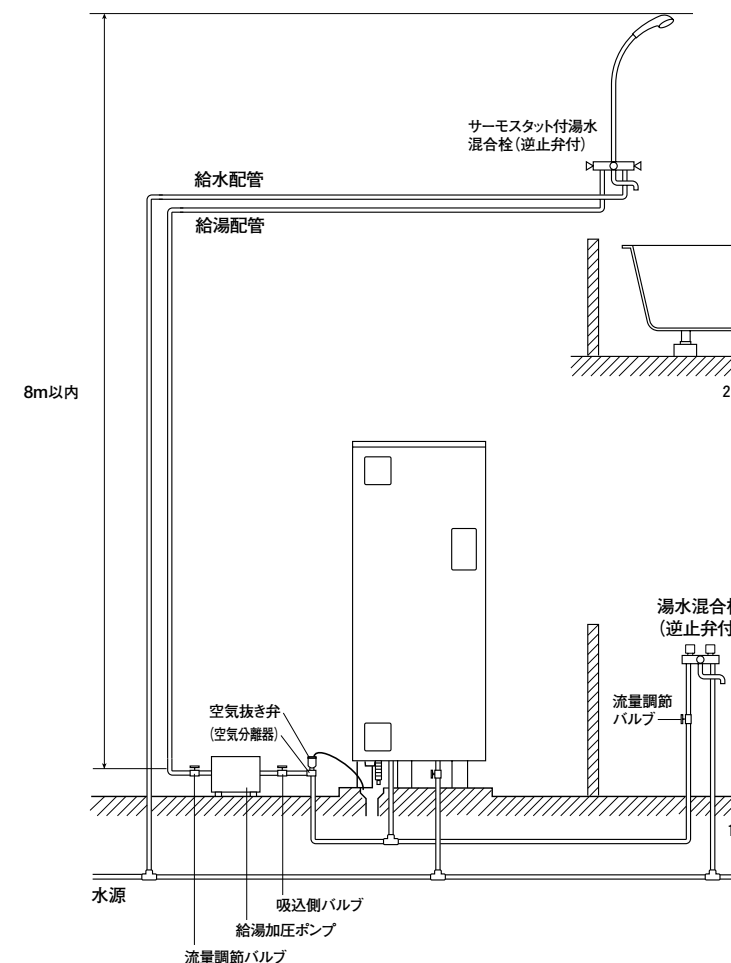 サーモスタット付湯水
混合栓（逆止弁付）
給水配管
給湯配管
8m以内
2
湯水混合
（逆止弁付
流量調節
バルブ
空気抜き弁
（空気分離器）
1
水源
吸込側バルブ
給湯加圧ポンプ
流量調節バルブ